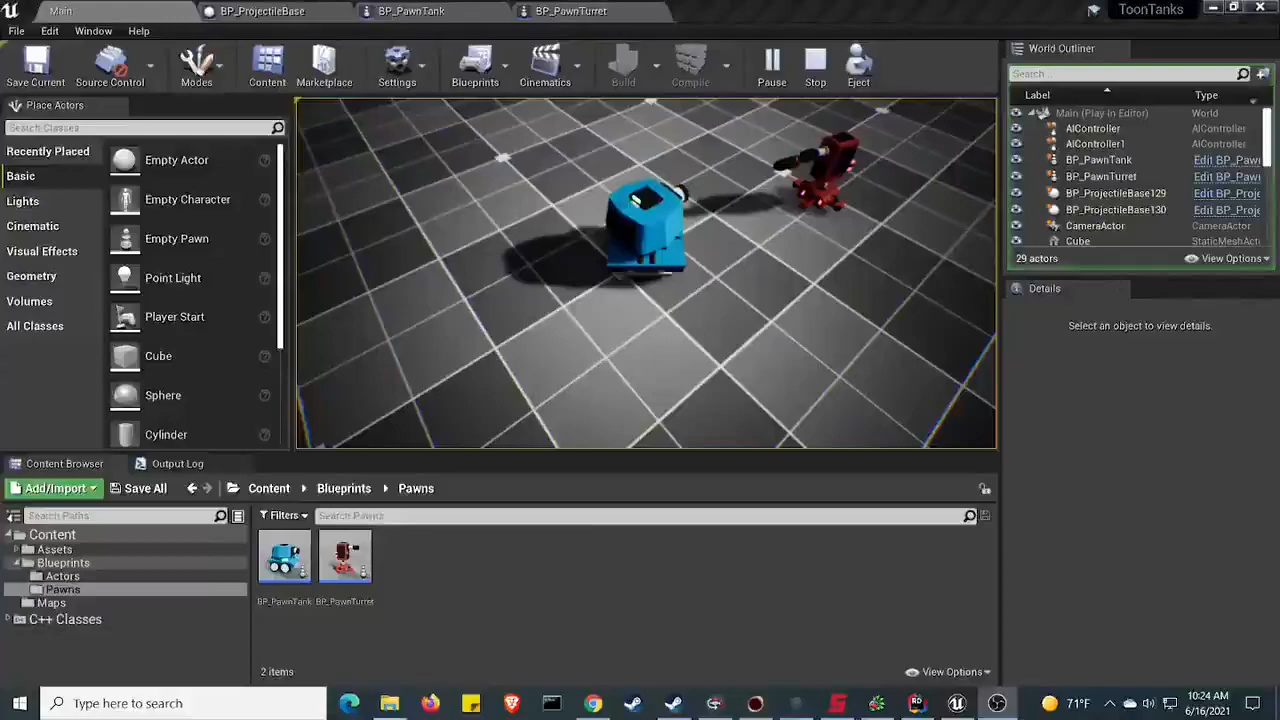 Main
BP_ProjectileBase
BP_PawnTank
BP_PawnTurret
ToonTanks
File
Edit
Window
Help
Save Current
Source Control
Modes
Content
Marketplace
Settings
Blueprints
Cinematics
Build
Compile
Pause
Stop
Eject
World Outliner
Search...
Label
Type
Main (Play In Editor)
World
AIController
AIController
AIController1
AIController
BP_PawnTank
Edit BP_Paw
BP_PawnTurret
Edit BP_Paw
BP_ProjectileBase129
Edit BP_Proje
BP_ProjectileBase130
Edit BP_Proje
CameraActor
CameraActor
Cube
StaticMeshAct
29 actors
View Options
Details
Select an object to view details.
Place Actors
Search Classes
Recently Placed
Basic
Lights
Cinematic
Visual Effects
Geometry
Volumes
All Classes
Empty Actor
Empty Character
Empty Pawn
Point Light
Player Start
Cube
Sphere
Cylinder
Content Browser
Output Log
Add/Import
Save All
Content
Blueprints
Pawns
Search Paths
Filters
Search Pawns
Content
Assets
Blueprints
Actors
Pawns
Maps
C++ Classes
BP_PawnTank
BP_PawnTurret
2 items
View Options
Type here to search
71°F
10:24 AM
6/16/2021